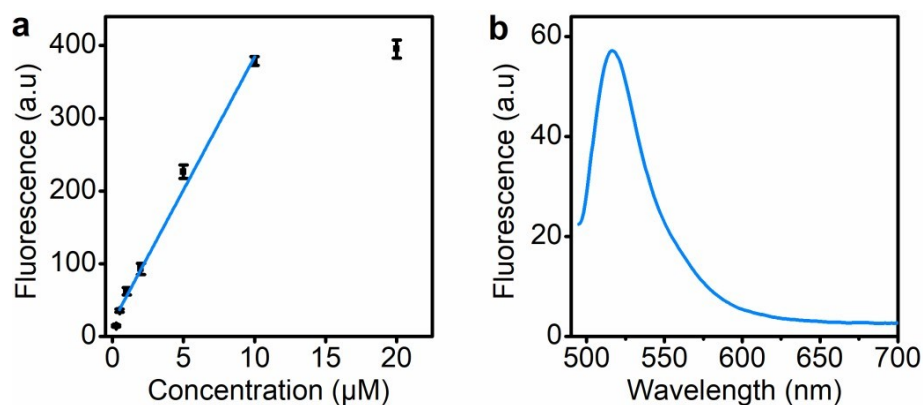 a
Fluorescence (a.u)
400
300
200
100
0
0 5 10 15 20
Concentration (µM)
b
Fluorescence (a.u)
60
40
20
0
500 550 600 650 700
Wavelength (nm)